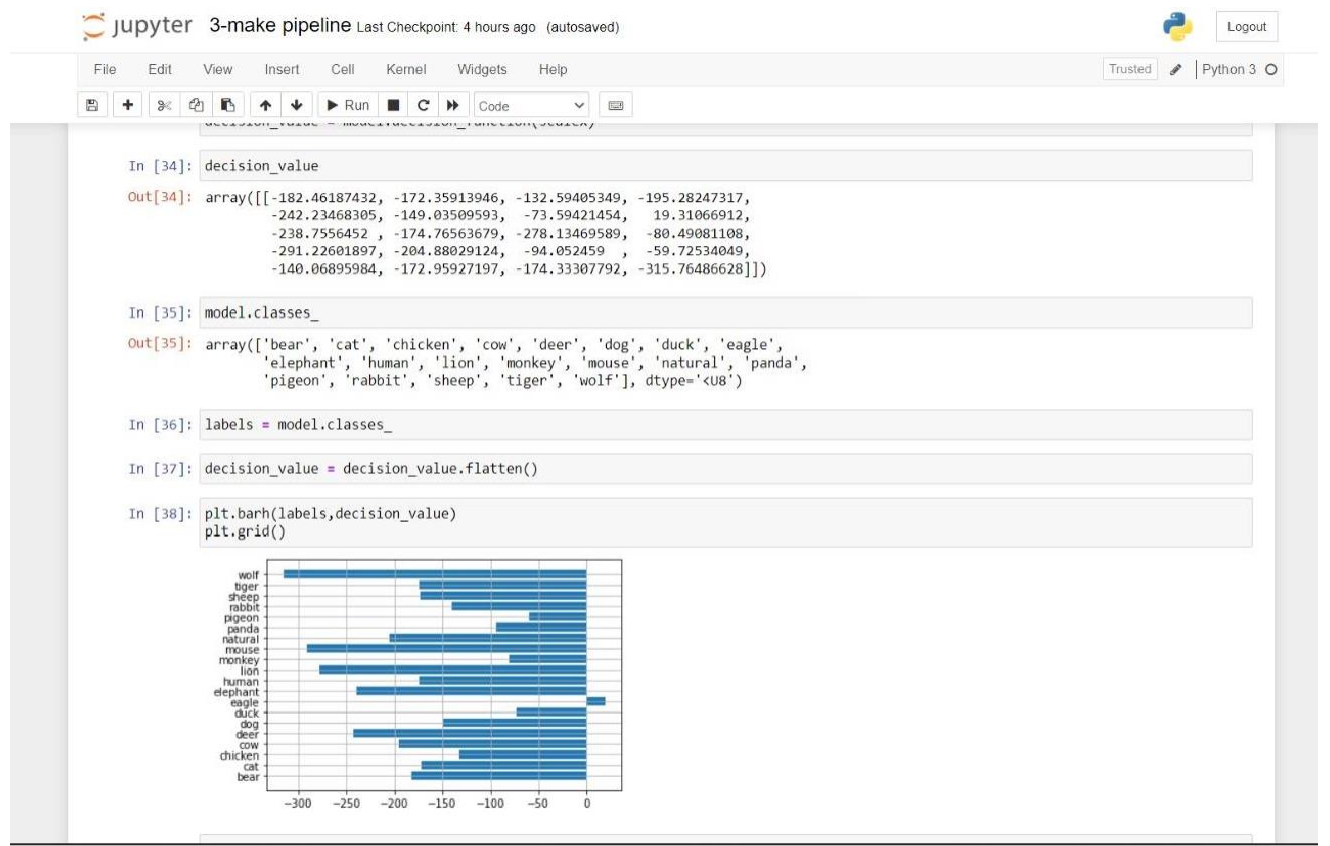 jupyter 3-make pipeline Last Checkpoint: 4 hours ago (autosaved) Logout
File Edit View Insert Cell Kernel Widgets Help Trusted Python 3
Run Code
decision_value = model.decision_function(scaledx)
In [34]: decision_value
Out[34]: array([[-182.46187432, -172.35913946, -132.59405349, -195.28247317,
-242.23468305, -149.03509593, -73.59421454, 19.31066912,
-238.7556452 , -174.76563679, -278.13469589, -80.49081108,
-291.22601897, -204.88029124, -94.052459 , -59.72534049,
-140.06895984, -172.95927197, -174.33307792, -315.76486628]])
In [35]: model.classes_
Out[35]: array(['bear', 'cat', 'chicken', 'cow', 'deer', 'dog', 'duck', 'eagle',
'elephant', 'human', 'lion', 'monkey', 'mouse', 'natural', 'panda',
'pigeon', 'rabbit', 'sheep', 'tiger', 'wolf'], dtype='<U8')
In [36]: labels = model.classes_
In [37]: decision_value = decision_value.flatten()
In [38]: plt.barh(labels,decision_value)
plt.grid()
wolf
tiger
sheep
rabbit
pigeon
panda
natural
mouse
monkey
lion
human
elephant
eagle
duck
dog
deer
cow
chicken
cat
bear
−300 −250 −200 −150 −100 −50 0